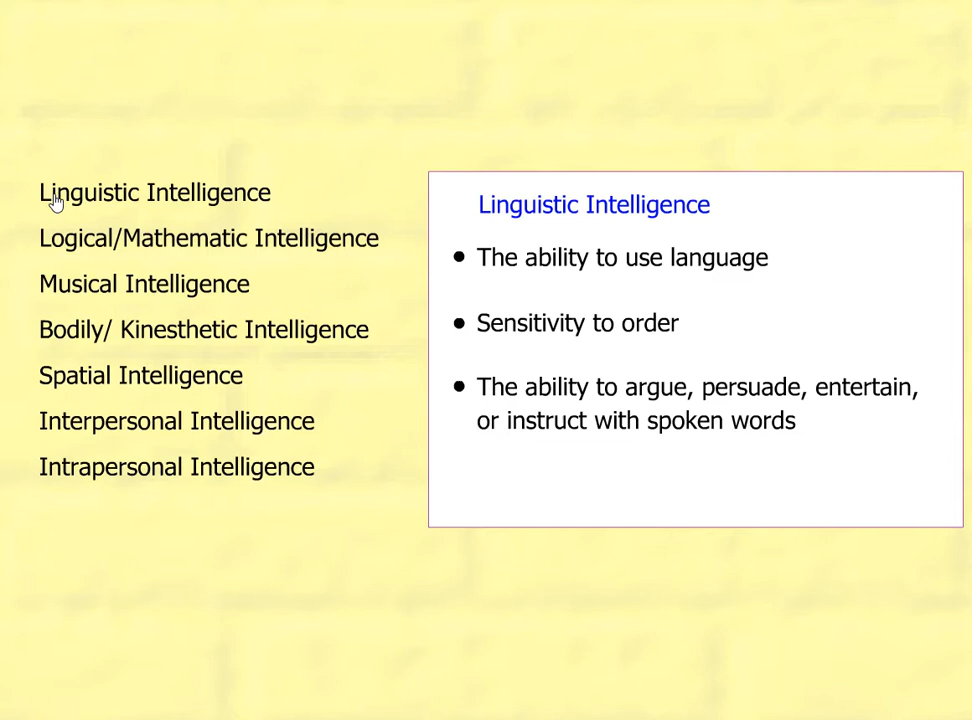 Linguistic Intelligence
Logical/Mathematic Intelligence
Musical Intelligence
Bodily/ Kinesthetic Intelligence
Spatial Intelligence
Interpersonal Intelligence
Intrapersonal Intelligence
Linguistic Intelligence
• The ability to use language
• Sensitivity to order
• The ability to argue, persuade, entertain,
or instruct with spoken words